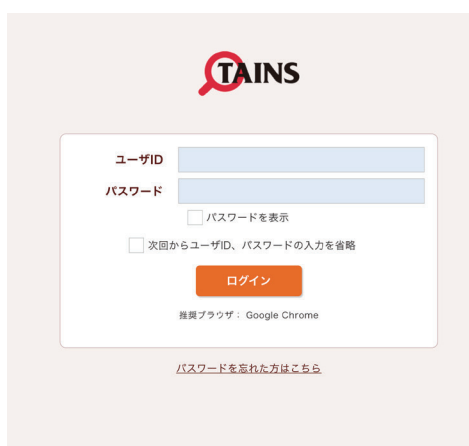 TAINS
ユーザID
パスワード
パスワードを表示
次回からユーザID、パスワードの入力を省略
ログイン
推奨ブラウザ： Google Chrome
パスワードを忘れた方はこちら